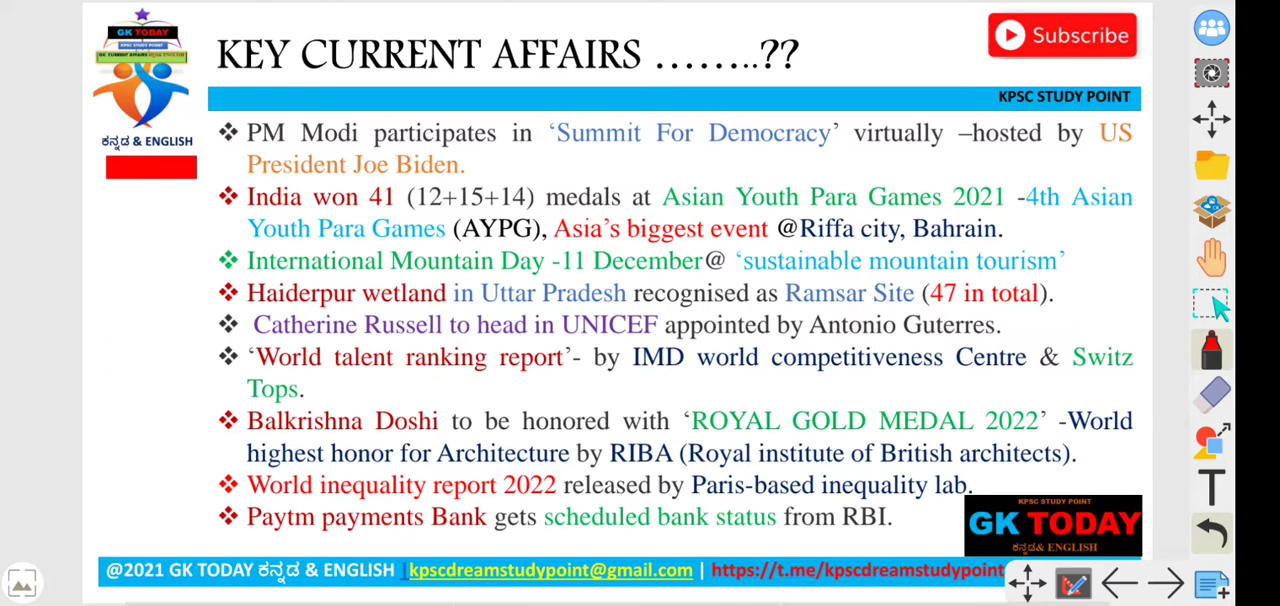 GK TODAY
KPSC STUDY POINT
ಕನ್ನಡ & ENGLISH
KEY CURRENT AFFAIRS ……..??
Subscribe
KPSC STUDY POINT
❖ PM Modi participates in ‘Summit For Democracy’ virtually –hosted by US
President Joe Biden.
❖ India won 41 (12+15+14) medals at Asian Youth Para Games 2021 -4th Asian
Youth Para Games (AYPG), Asia’s biggest event @Riffa city, Bahrain.
❖ International Mountain Day -11 December@ ‘sustainable mountain tourism’
❖ Haiderpur wetland in Uttar Pradesh recognised as Ramsar Site (47 in total).
❖ Catherine Russell to head in UNICEF appointed by Antonio Guterres.
❖ ‘World talent ranking report’- by IMD world competitiveness Centre & Switz
Tops.
❖ Balkrishna Doshi to be honored with ‘ROYAL GOLD MEDAL 2022’ -World
highest honor for Architecture by RIBA (Royal institute of British architects).
❖ World inequality report 2022 released by Paris-based inequality lab.
❖ Paytm payments Bank gets scheduled bank status from RBI.
KPSC STUDY POINT
GK TODAY
ಕನ್ನಡ& ENGLISH
@2021 GK TODAY ಕನ್ನಡ & ENGLISH |kpscdreamstudypoint@gmail.com | https://t.me/kpscdreamstudypoint